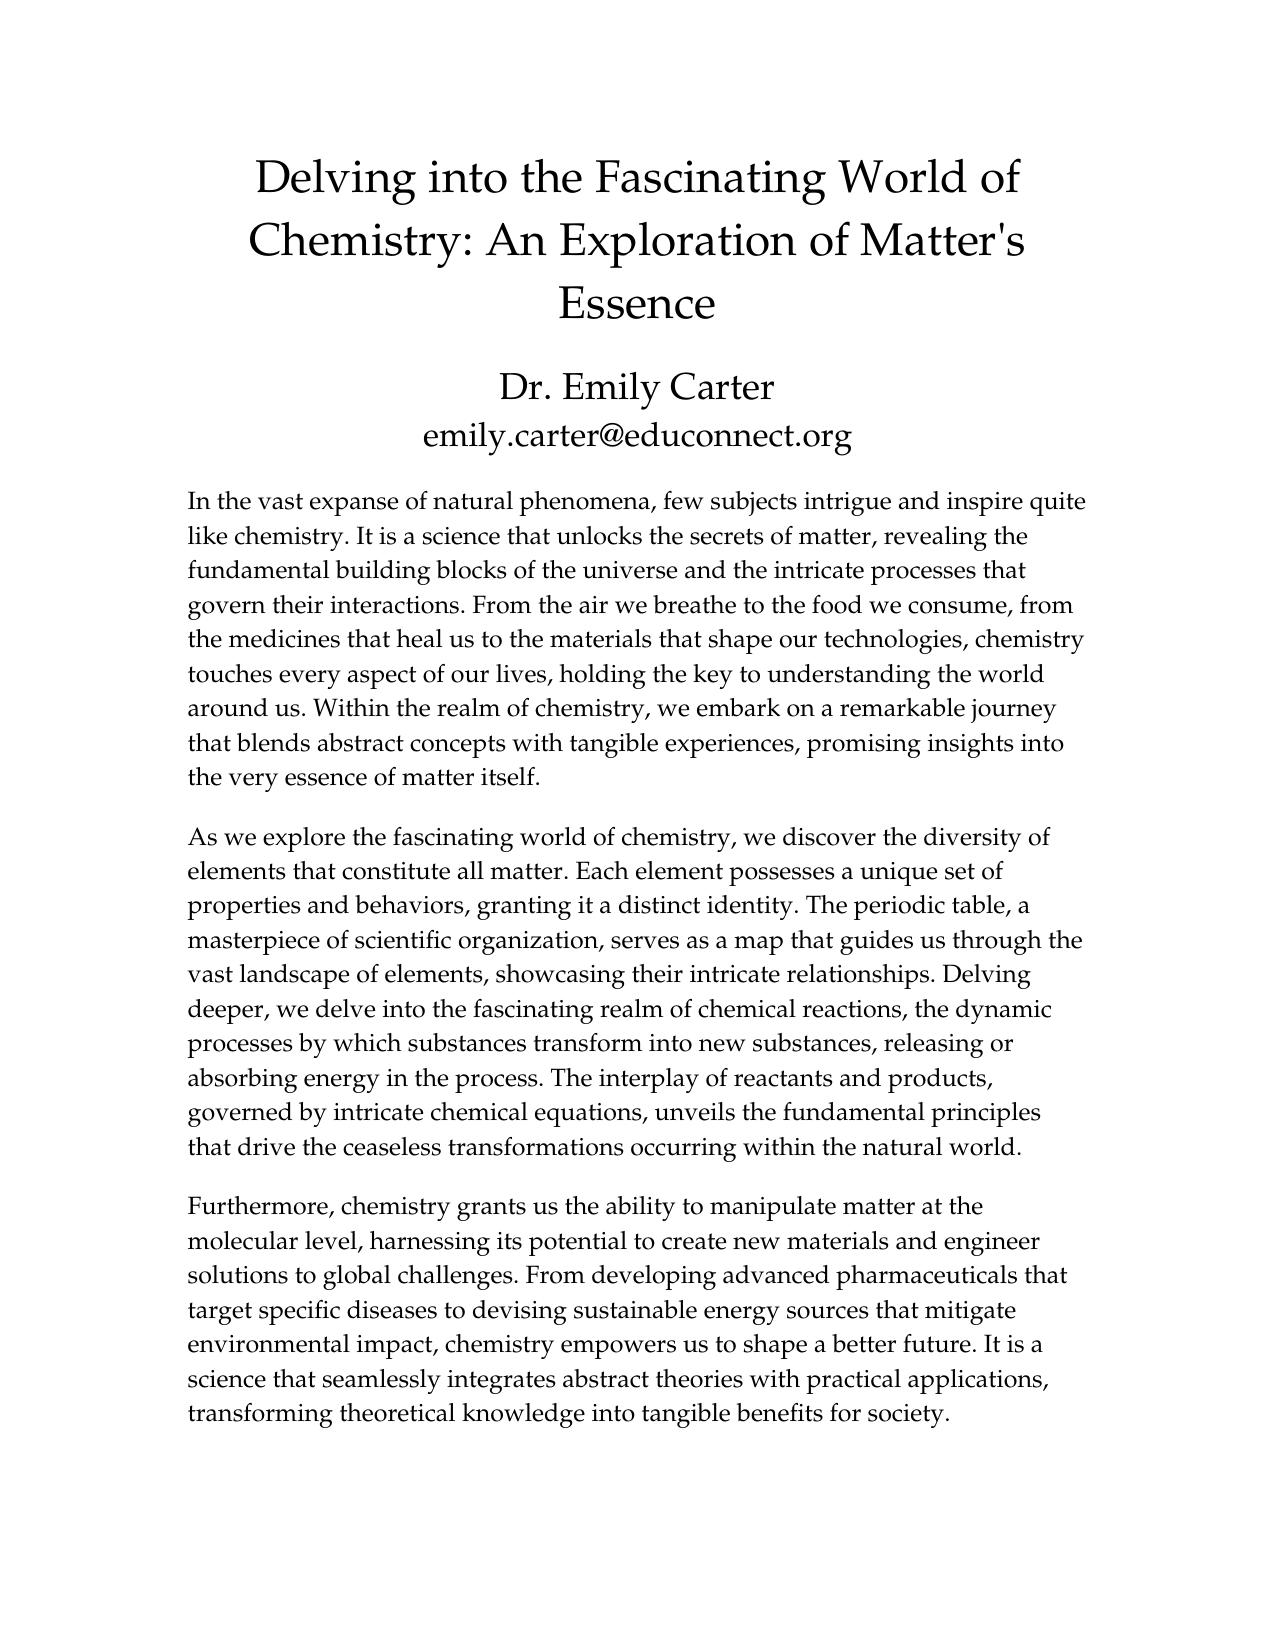 Delving into the Fascinating World of
Chemistry: An Exploration of Matter's
Essence
Dr. Emily Carter
emily.carter@educonnect.org
In the vast expanse of natural phenomena, few subjects intrigue and inspire quite
like chemistry. It is a science that unlocks the secrets of matter, revealing the
fundamental building blocks of the universe and the intricate processes that
govern their interactions. From the air we breathe to the food we consume, from
the medicines that heal us to the materials that shape our technologies, chemistry
touches every aspect of our lives, holding the key to understanding the world
around us. Within the realm of chemistry, we embark on a remarkable journey
that blends abstract concepts with tangible experiences, promising insights into
the very essence of matter itself.
As we explore the fascinating world of chemistry, we discover the diversity of
elements that constitute all matter. Each element possesses a unique set of
properties and behaviors, granting it a distinct identity. The periodic table, a
masterpiece of scientific organization, serves as a map that guides us through the
vast landscape of elements, showcasing their intricate relationships. Delving
deeper, we delve into the fascinating realm of chemical reactions, the dynamic
processes by which substances transform into new substances, releasing or
absorbing energy in the process. The interplay of reactants and products,
governed by intricate chemical equations, unveils the fundamental principles
that drive the ceaseless transformations occurring within the natural world.
Furthermore, chemistry grants us the ability to manipulate matter at the
molecular level, harnessing its potential to create new materials and engineer
solutions to global challenges. From developing advanced pharmaceuticals that
target specific diseases to devising sustainable energy sources that mitigate
environmental impact, chemistry empowers us to shape a better future. It is a
science that seamlessly integrates abstract theories with practical applications,
transforming theoretical knowledge into tangible benefits for society.